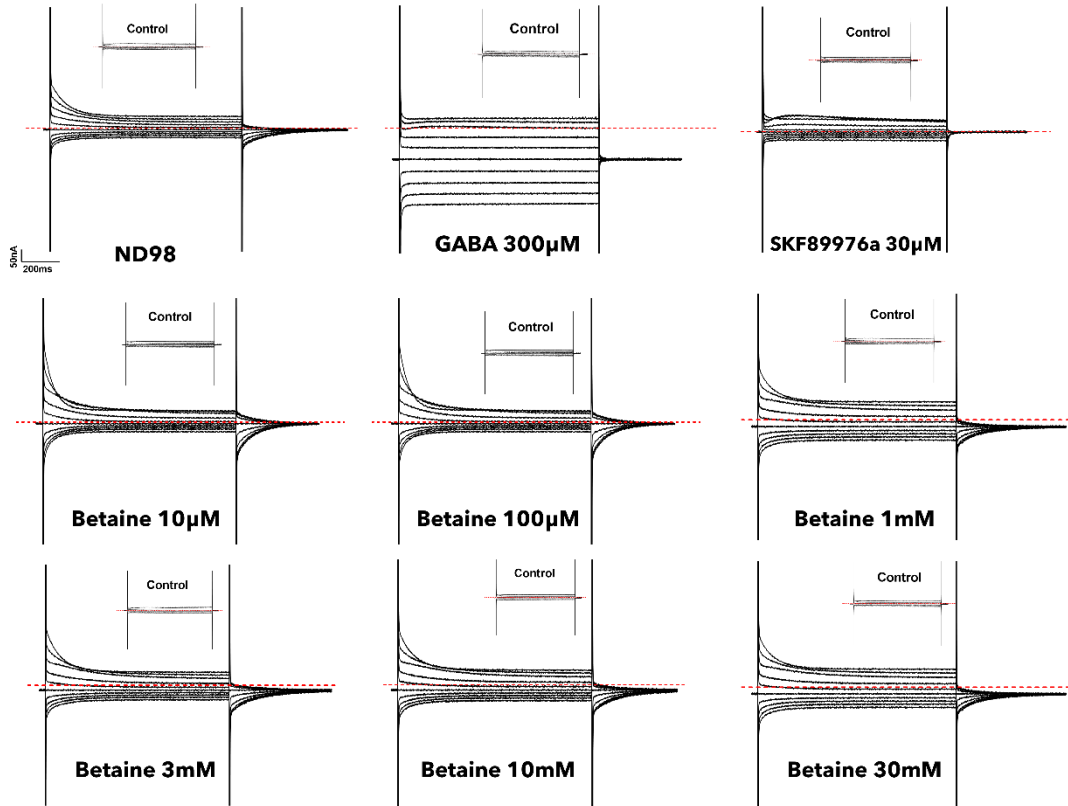 Control
Control
Control
ND98
GABA 300µM
SKF89976a 30µM
50nA
200ms
Control
Control
Control
Betaine 10µM
Betaine 100µM
Betaine 1mM
Control
Control
Control
Betaine 3mM
Betaine 10mM
Betaine 30mM